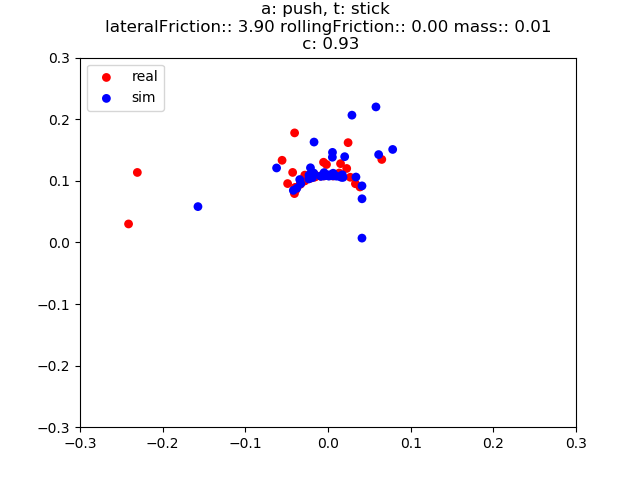 a: push, t: stick
lateralFriction:: 3.90 rollingFriction:: 0.00 mass:: 0.01
c: 0.93
real
sim
0.3
0.2
0.1
0.0
−0.1
−0.2
−0.3
−0.3
−0.2
−0.1
0.0
0.1
0.2
0.3